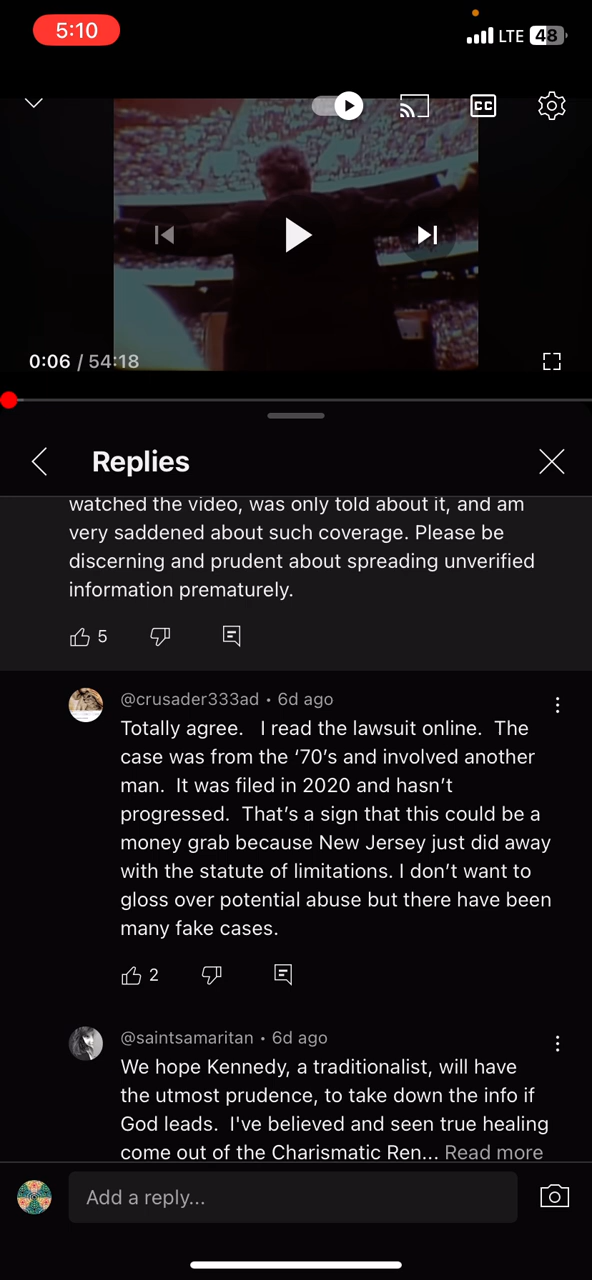 5:10
LTE 48
CC
0:06 / 54:18
Replies
watched the video, was only told about it, and am
very saddened about such coverage. Please be
discerning and prudent about spreading unverified
information prematurely.
5
@crusader333ad • 6d ago
Totally agree.   I read the lawsuit online.  The
case was from the ‘70’s and involved another
man.  It was filed in 2020 and hasn’t
progressed.  That’s a sign that this could be a
money grab because New Jersey just did away
with the statute of limitations. I don’t want to
gloss over potential abuse but there have been
many fake cases.
2
@saintsamaritan • 6d ago
We hope Kennedy, a traditionalist, will have
the utmost prudence, to take down the info if
God leads.  I've believed and seen true healing
come out of the Charismatic Ren... Read more
Add a reply...